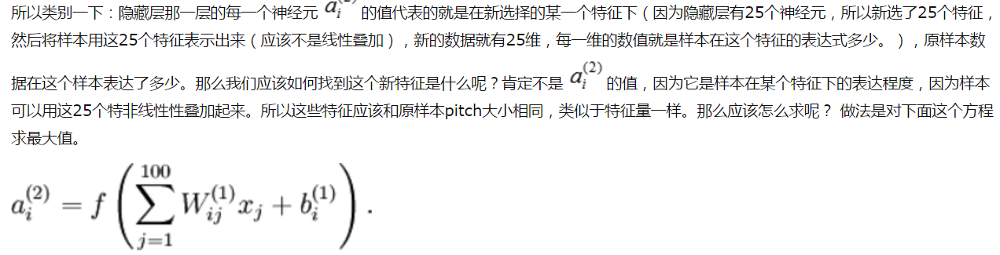 所以类别一下：隐藏层那一层的每一个神经元 a_i^{(2)} 的值代表的就是在新选择的某一个特征下（因为隐藏层有25个神经元，所以新选了25个特征，
然后将样本用这25个特征表示出来（应该不是线性叠加），新的数据就有25维，每一维的数值就是样本在这个特征的表达式多少。），原样本数
据在这个样本表达了多少。那么我们应该如何找到这个新特征是什么呢？肯定不是 a_i^{(2)} 的值，因为它是样本在某个特征下的表达程度，因为样本
可以用这25个特非线性性叠加起来。所以这些特征应该和原样本pitch大小相同，类似于特征量一样。那么应该怎么求呢？ 做法是对下面这个方程
求最大值。
a_i^{(2)} = f\left(\sum_{j=1}^{100} W_{ij}^{(1)} x_j + b_i^{(1)}\right).